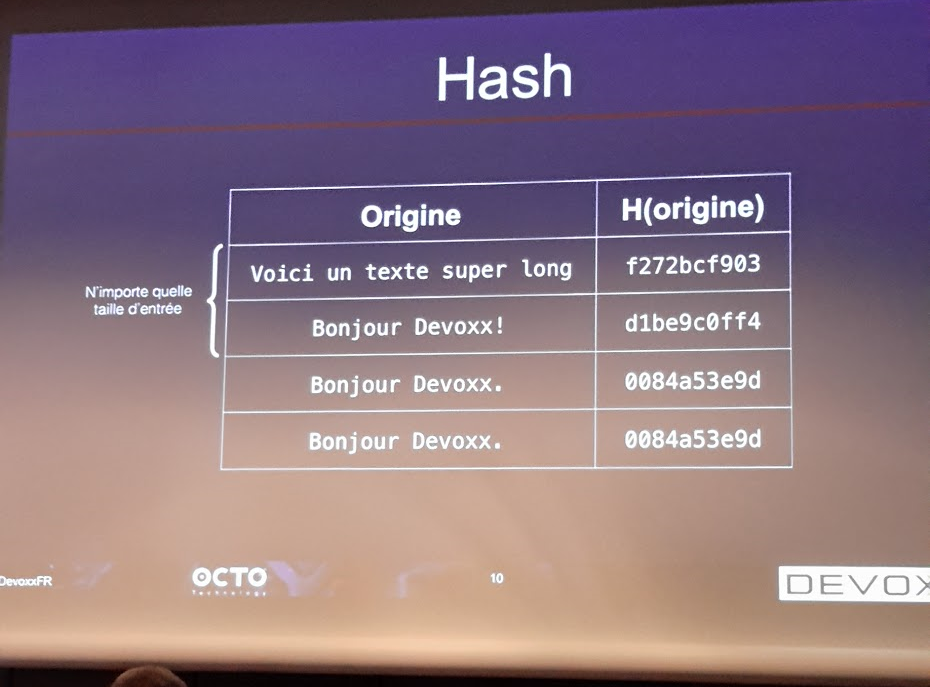 Hash
Origine H(origine)
Voici un texte super long f272bcf903
N'importe quelle
taille d'entrée
Bonjour Devoxx! d1be9c0ff4
Bonjour Devoxx. 0084a53e9d
Bonjour Devoxx. 0084a53e9d
DevoxxFR
OCTO
Technology
10
DEVOX